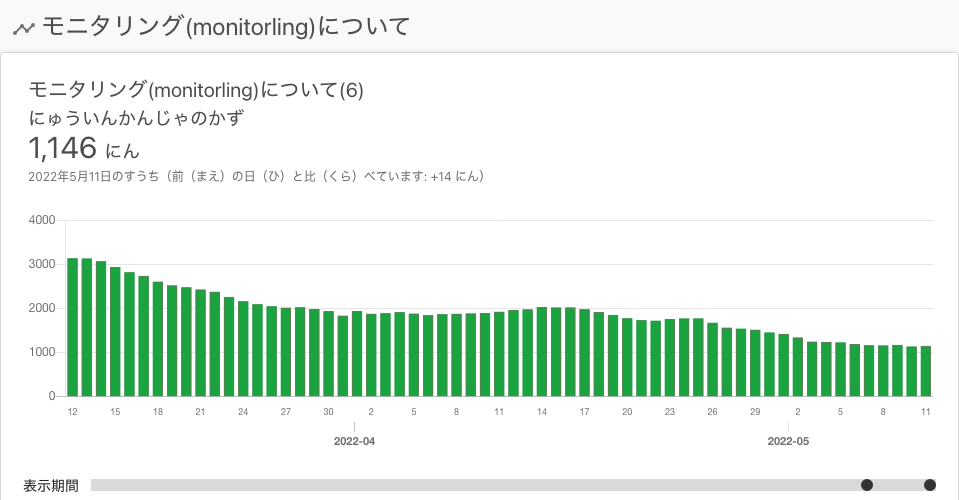 モニタリング(monitorling)について
モニタリング(monitorling)について(6)
にゅういんかんじゃのかず
1,146 にん
2022年5月11日のすうち（前（まえ）の日（ひ）と比（くら）べています: +14 にん）
4000
3000
2000
1000
0
12 15 18 21 24 27 30 2 5 8 11 14 17 20 23 26 29 2 5 8 11
2022-04 2022-05
表示期間